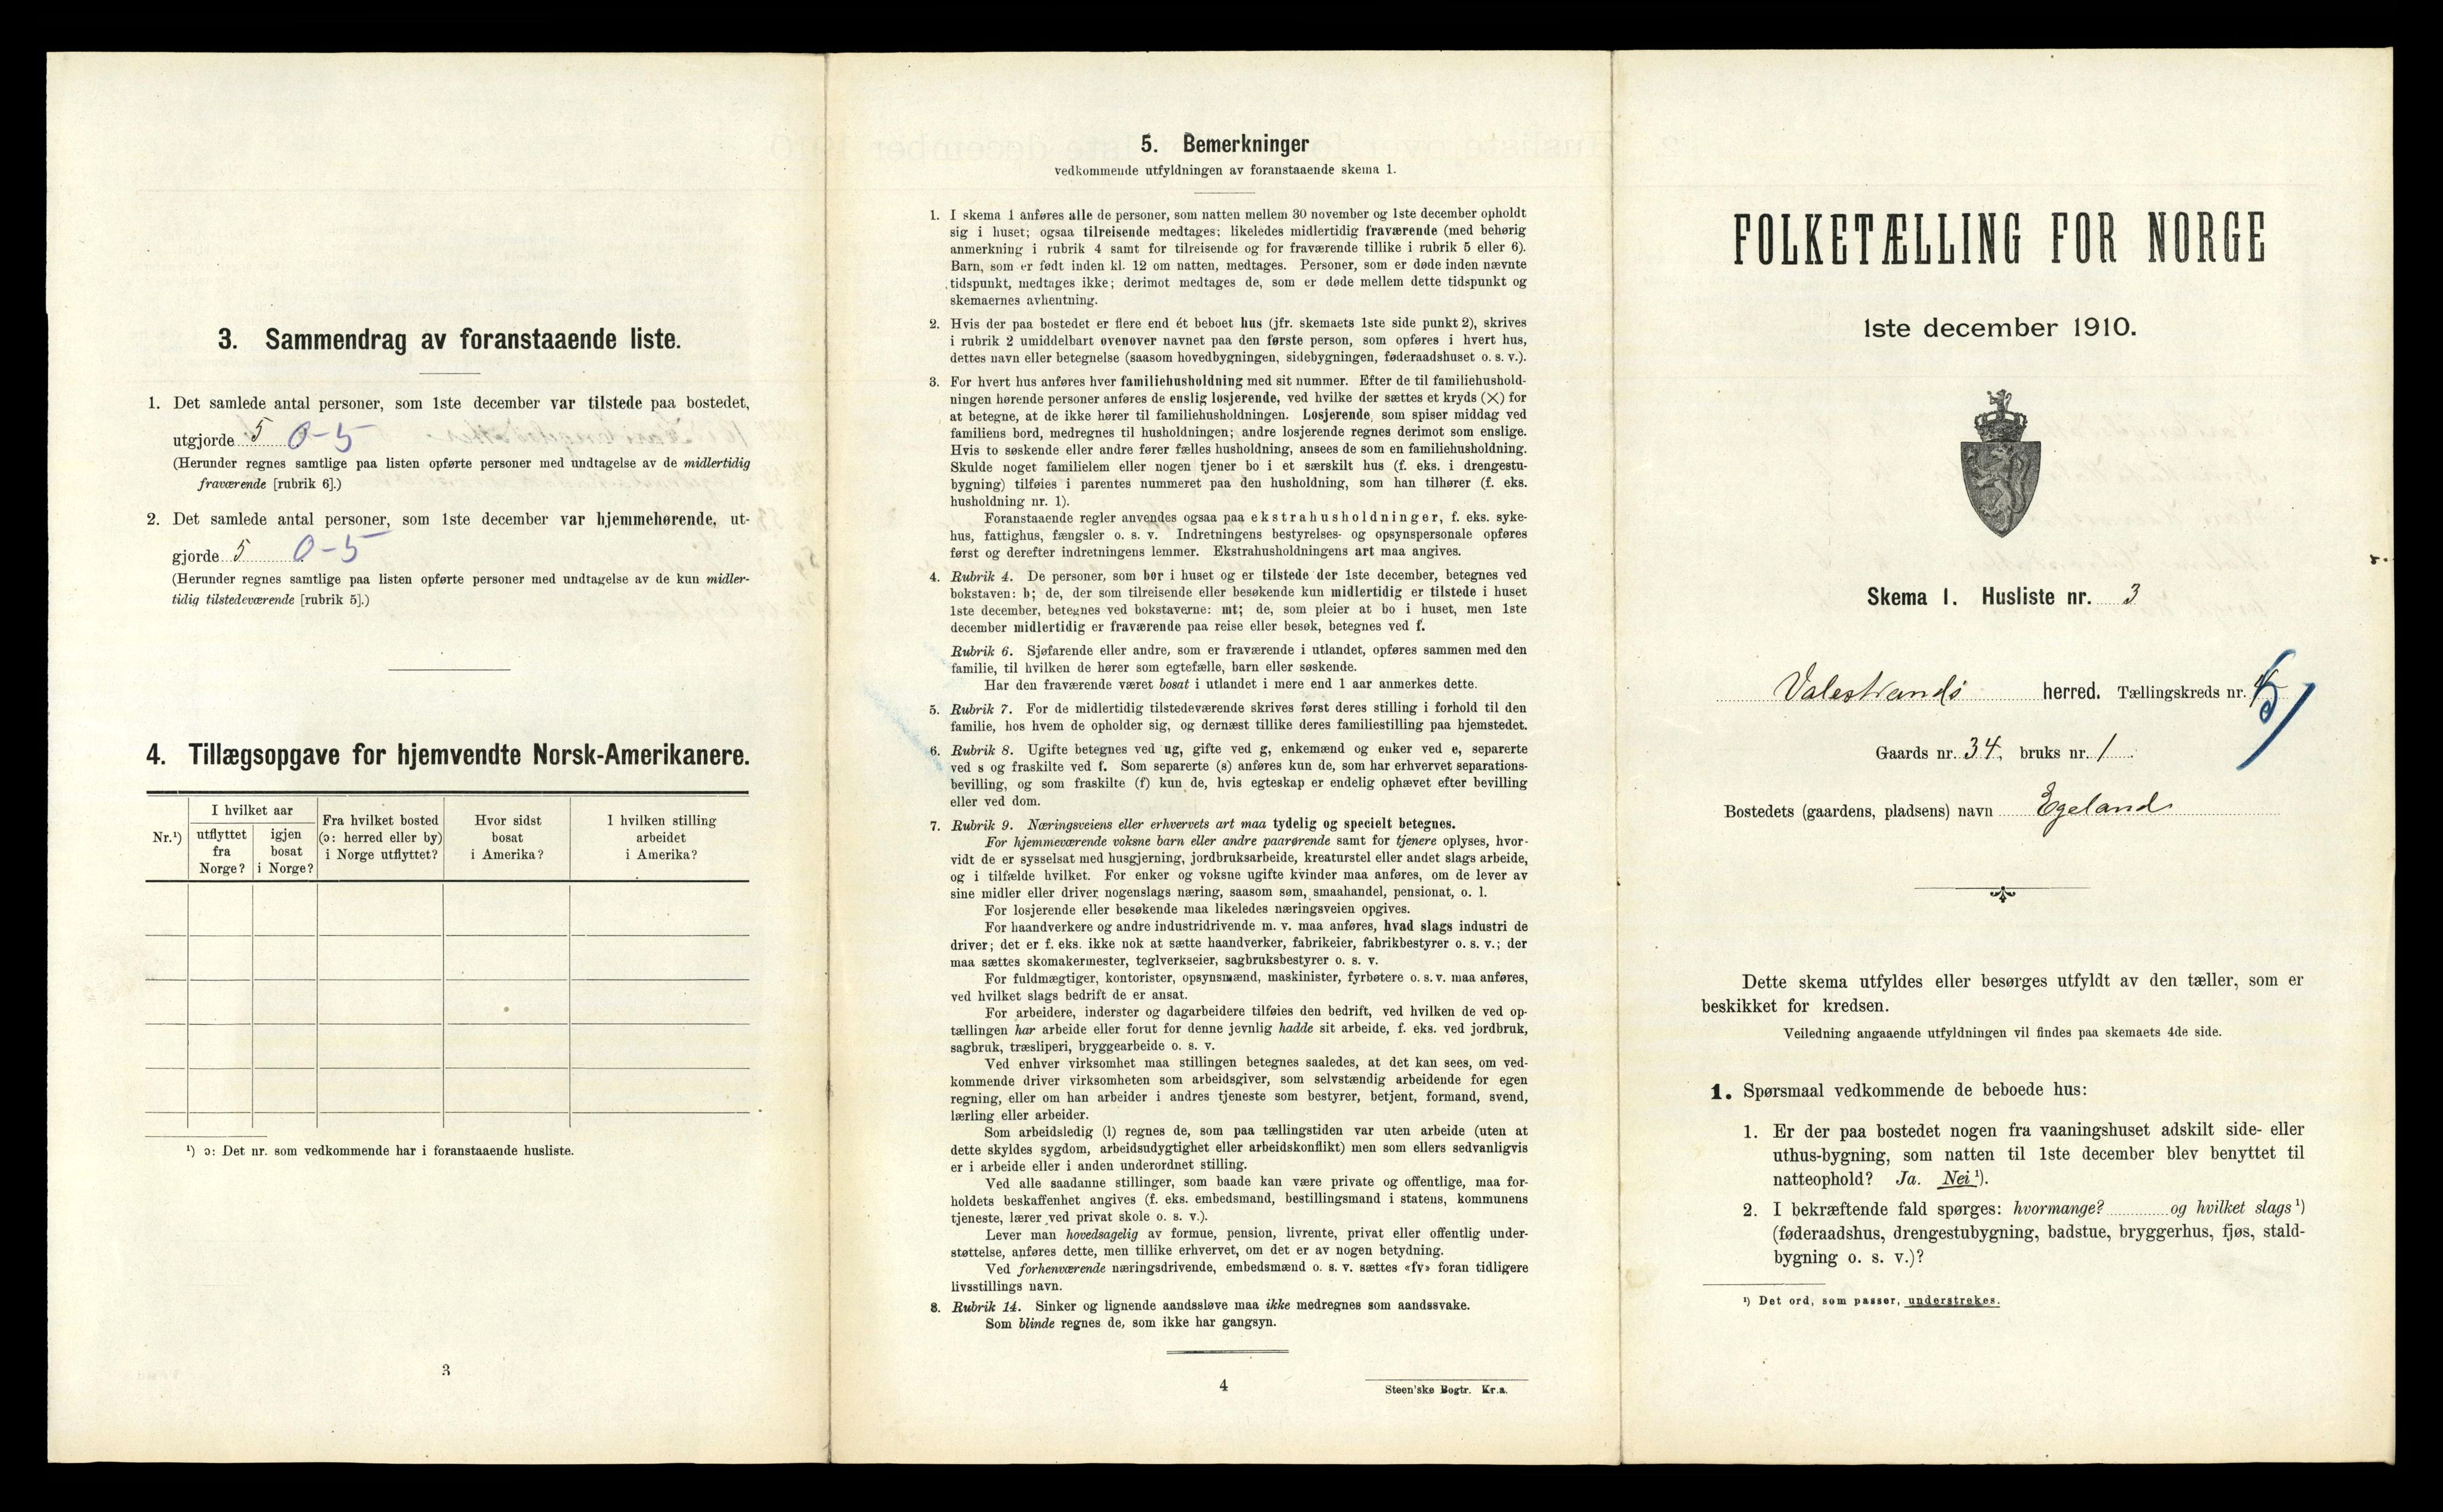 3. Sammendrag av foranstaaende liste.
1. Det samlede antal personer, som 1ste december var tilstede paa bostedet,
utgjorde 5 0-5
(Herunder regnes samtlige paa listen opførte personer med undtagelse av de midlertidig
fraværende [rubrik 6].)
2. Det samlede antal personer, som 1ste december var hjemmehørende, ut-
gjorde 5 0-5
(Herunder regnes samtlige paa listen opførte personer med undtagelse av de kun midler-
tidig tilstedeværende [rubrik 5].)
4. Tillægsopgave for hjemvendte Norsk-Amerikanere.
Nr.¹)
I hvilket aar
utflyttet
fra
Norge?
igjen
bosat
i Norge?
Fra hvilket bosted
(ɔ: herred eller by)
i Norge utflyttet?
Hvor sidst
bosat
i Amerika?
I hvilken stilling
arbeidet
i Amerika?
¹) ɔ: Det nr. som vedkommende har i foranstaaende husliste.
3
5. Bemerkninger
vedkommende utfyldningen av foranstaaende skema 1.
1. I skema 1 anføres alle de personer, som natten mellem 30 november og 1ste december opholdt
sig i huset; ogsaa tilreisende medtages; likeledes midlertidig fraværende (med behørig
anmerkning i rubrik 4 samt for tilreisende og for fraværende tillike i rubrik 5 eller 6).
Barn, som er født inden kl. 12 om natten, medtages. Personer, som er døde inden nævnte
tidspunkt, medtages ikke; derimot medtages de, som er døde mellem dette tidspunkt og
skemaernes avhentning.
2. Hvis der paa bostedet er flere end ét beboet hus (jfr. skemaets 1ste side punkt 2), skrives
i rubrik 2 umiddelbart ovenover navnet paa den første person, som opføres i hvert hus,
dettes navn eller betegnelse (saasom hovedbygningen, sidebygningen, føderaadshuset o. s. v.).
3. For hvert hus anføres hver familiehusholdning med sit nummer. Efter de til familiehushold-
ningen hørende personer anføres de enslig losjerende, ved hvilke der sættes et kryds (×) for
at betegne, at de ikke hører til familiehusholdningen. Losjerende, som spiser middag ved
familiens bord, medregnes til husholdningen; andre losjerende regnes derimot som enslige.
Hvis to søskende eller andre fører fælles husholdning, ansees de som en familiehusholdning.
Skulde noget familielem eller nogen tjener bo i et særskilt hus (f. eks. i drengestu-
bygning) tilføies i parentes nummeret paa den husholdning, som han tilhører (f. eks.
husholdning nr. 1).
Foranstaaende regler anvendes ogsaa paa ekstrahusholdninger, f. eks. syke-
hus, fattighus, fængsler o. s. v. Indretningens bestyrelses- og opsynspersonale opføres
først og derefter indretningens lemmer. Ekstrahusholdningens art maa angives.
4. Rubrik 4. De personer, som bor i huset og er tilstede der 1ste december, betegnes ved
bokstaven: b; de, der som tilreisende eller besøkende kun midlertidig er tilstede i huset
1ste december, betegnes ved bokstaverne: mt; de, som pleier at bo i huset, men 1ste
december midlertidig er fraværende paa reise eller besøk, betegnes ved f.
Rubrik 6. Sjøfarende eller andre, som er fraværende i utlandet, opføres sammen med den
familie, til hvilken de hører som egtefælle, barn eller søskende.
Har den fraværende været bosat i utlandet i mere end 1 aar anmerkes dette.
5. Rubrik 7. For de midlertidig tilstedeværende skrives først deres stilling i forhold til den
familie, hos hvem de opholder sig, og dernæst tillike deres familiestilling paa hjemstedet.
6. Rubrik 8. Ugifte betegnes ved ug, gifte ved g, enkemænd og enker ved e, separerte
ved s og fraskilte ved f. Som separerte (s) anføres kun de, som har erhvervet separations-
bevilling, og som fraskilte (f) kun de, hvis egteskap er endelig ophævet efter bevilling
eller ved dom.
7. Rubrik 9. Næringsveiens eller erhvervets art maa tydelig og specielt betegnes.
For hjemmeværende voksne barn eller andre paarørende samt for tjenere oplyses, hvor-
vidt de er sysselsat med husgjerning, jordbruksarbeide, kreaturstel eller andet slags arbeide,
og i tilfælde hvilket. For enker og voksne ugifte kvinder maa anføres, om de lever av
sine midler eller driver nogenslags næring, saasom søm, smaahandel, pensionat, o. l.
For losjerende eller besøkende maa likeledes næringsveien opgives.
For haandverkere og andre industridrivende m. v. maa anføres, hvad slags industri de
driver; det er f. eks. ikke nok at sætte haandverker, fabrikeier, fabrikbestyrer o. s. v.; der
maa sættes skomakermester, teglverkseier, sagbruksbestyrer o. s. v.
For fuldmægtiger, kontorister, opsynsmænd, maskinister, fyrbøtere o. s. v. maa anføres,
ved hvilket slags bedrift de er ansat.
For arbeidere, inderster og dagarbeidere tilføies den bedrift, ved hvilken de ved op-
tællingen har arbeide eller forut for denne jevnlig hadde sit arbeide, f. eks. ved jordbruk,
sagbruk, træsliperi, bryggearbeide o. s. v.
Ved enhver virksomhet maa stillingen betegnes saaledes, at det kan sees, om ved-
kommende driver virksomheten som arbeidsgiver, som selvstændig arbeidende for egen
regning, eller om han arbeider i andres tjeneste som bestyrer, betjent, formand, svend,
lærling eller arbeider.
Som arbeidsledig (l) regnes de, som paa tællingstiden var uten arbeide (uten at
dette skyldes sygdom, arbeidsudygtighet eller arbeidskonflikt) men som ellers sedvanligvis
er i arbeide eller i anden underordnet stilling.
Ved alle saadanne stillinger, som baade kan være private og offentlige, maa for-
holdets beskaffenhet angives (f. eks. embedsmand, bestillingsmand i statens, kommunens
tjeneste, lærer ved privat skole o. s. v.).
Lever man hovedsagelig av formue, pension, livrente, privat eller offentlig under-
støttelse, anføres dette, men tillike erhvervet, om det er av nogen betydning.
Ved forhenværende næringsdrivende, embedsmænd o. s. v. sættes «fv» foran tidligere
livsstillings navn.
8. Rubrik 14. Sinker og lignende aandssløve maa ikke medregnes som aandssvake.
Som blinde regnes de, som ikke har gangsyn.
4
Steen'ske Bogtr. Kr.a.
FOLKETÆLLING FOR NORGE
1ste december 1910.
Skema 1. Husliste nr. 3
Valestrands herred. Tællingskreds nr. 5
Gaards nr. 34, bruks nr. 1
Bostedets (gaardens, pladsens) navn Egeland
Dette skema utfyldes eller besørges utfyldt av den tæller, som er
beskikket for kredsen.
Veiledning angaaende utfyldningen vil findes paa skemaets 4de side.
1. Spørsmaal vedkommende de beboede hus:
1. Er der paa bostedet nogen fra vaaningshuset adskilt side- eller
uthus-bygning, som natten til 1ste december blev benyttet til
natteophold? Ja. Nei ¹).
2. I bekræftende fald spørges: hvormange? og hvilket slags ¹)
(føderaadshus, drengestubygning, badstue, bryggerhus, fjøs, stald-
bygning o. s. v.)?
¹) Det ord, som passer, understrekes.